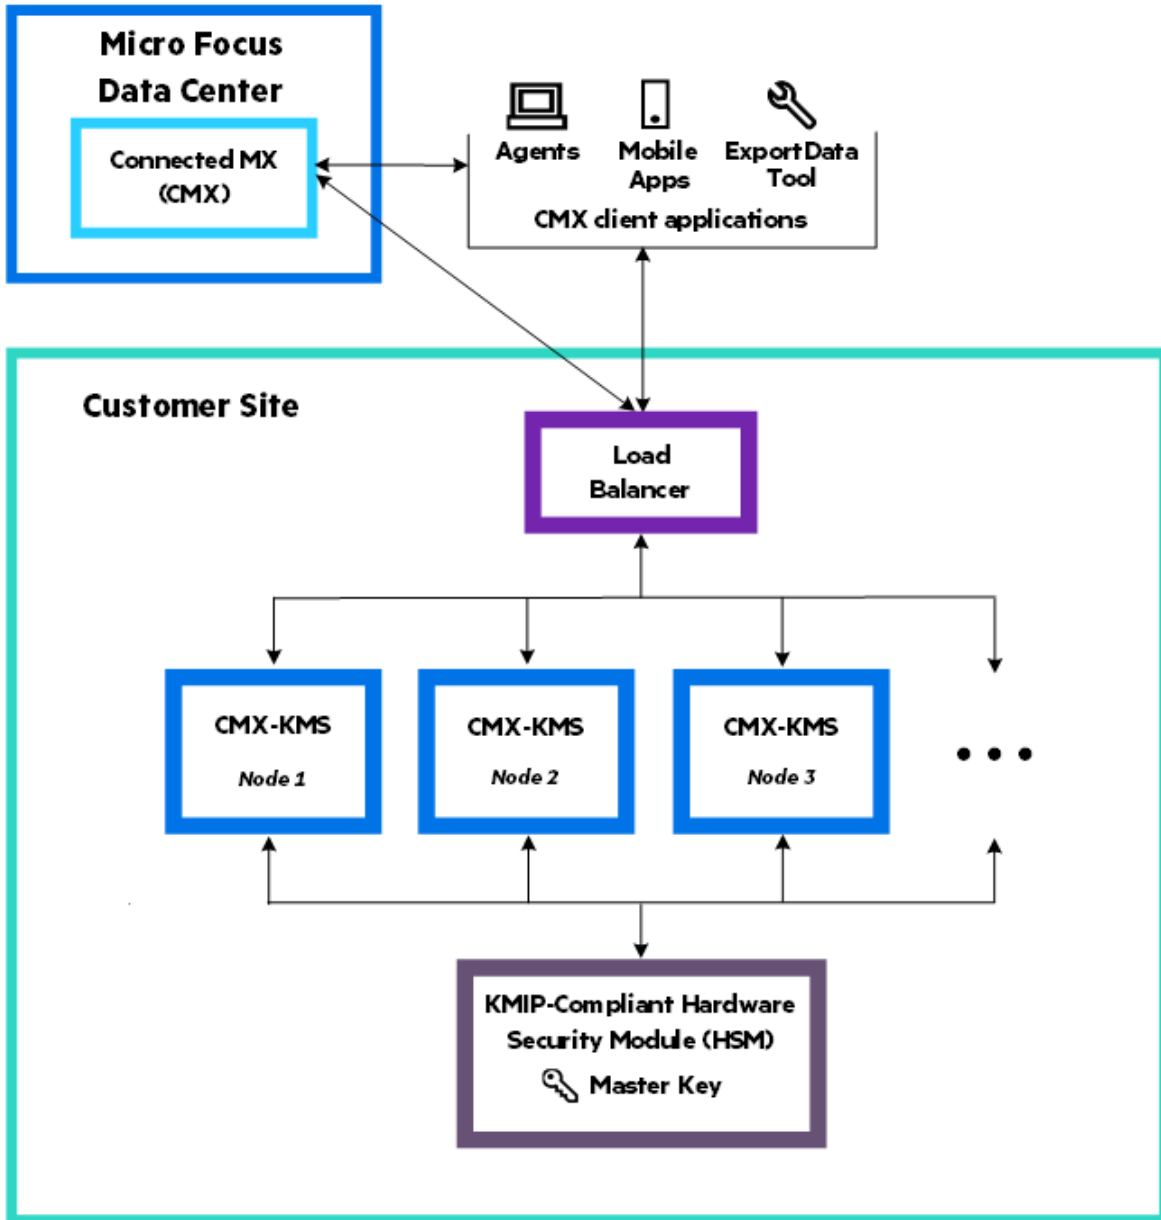 Micro Focus
Data Center
Connected MX
(CMX)
Agents
Mobile
Apps
ExportData
Tool
CMX client applications
Customer Site
Load
Balancer
CMX-KMS
Node 1
CMX-KMS
Node 2
CMX-KMS
Node 3
KMIP-Compliant Hardware
Security Module (HSM)
Master Key